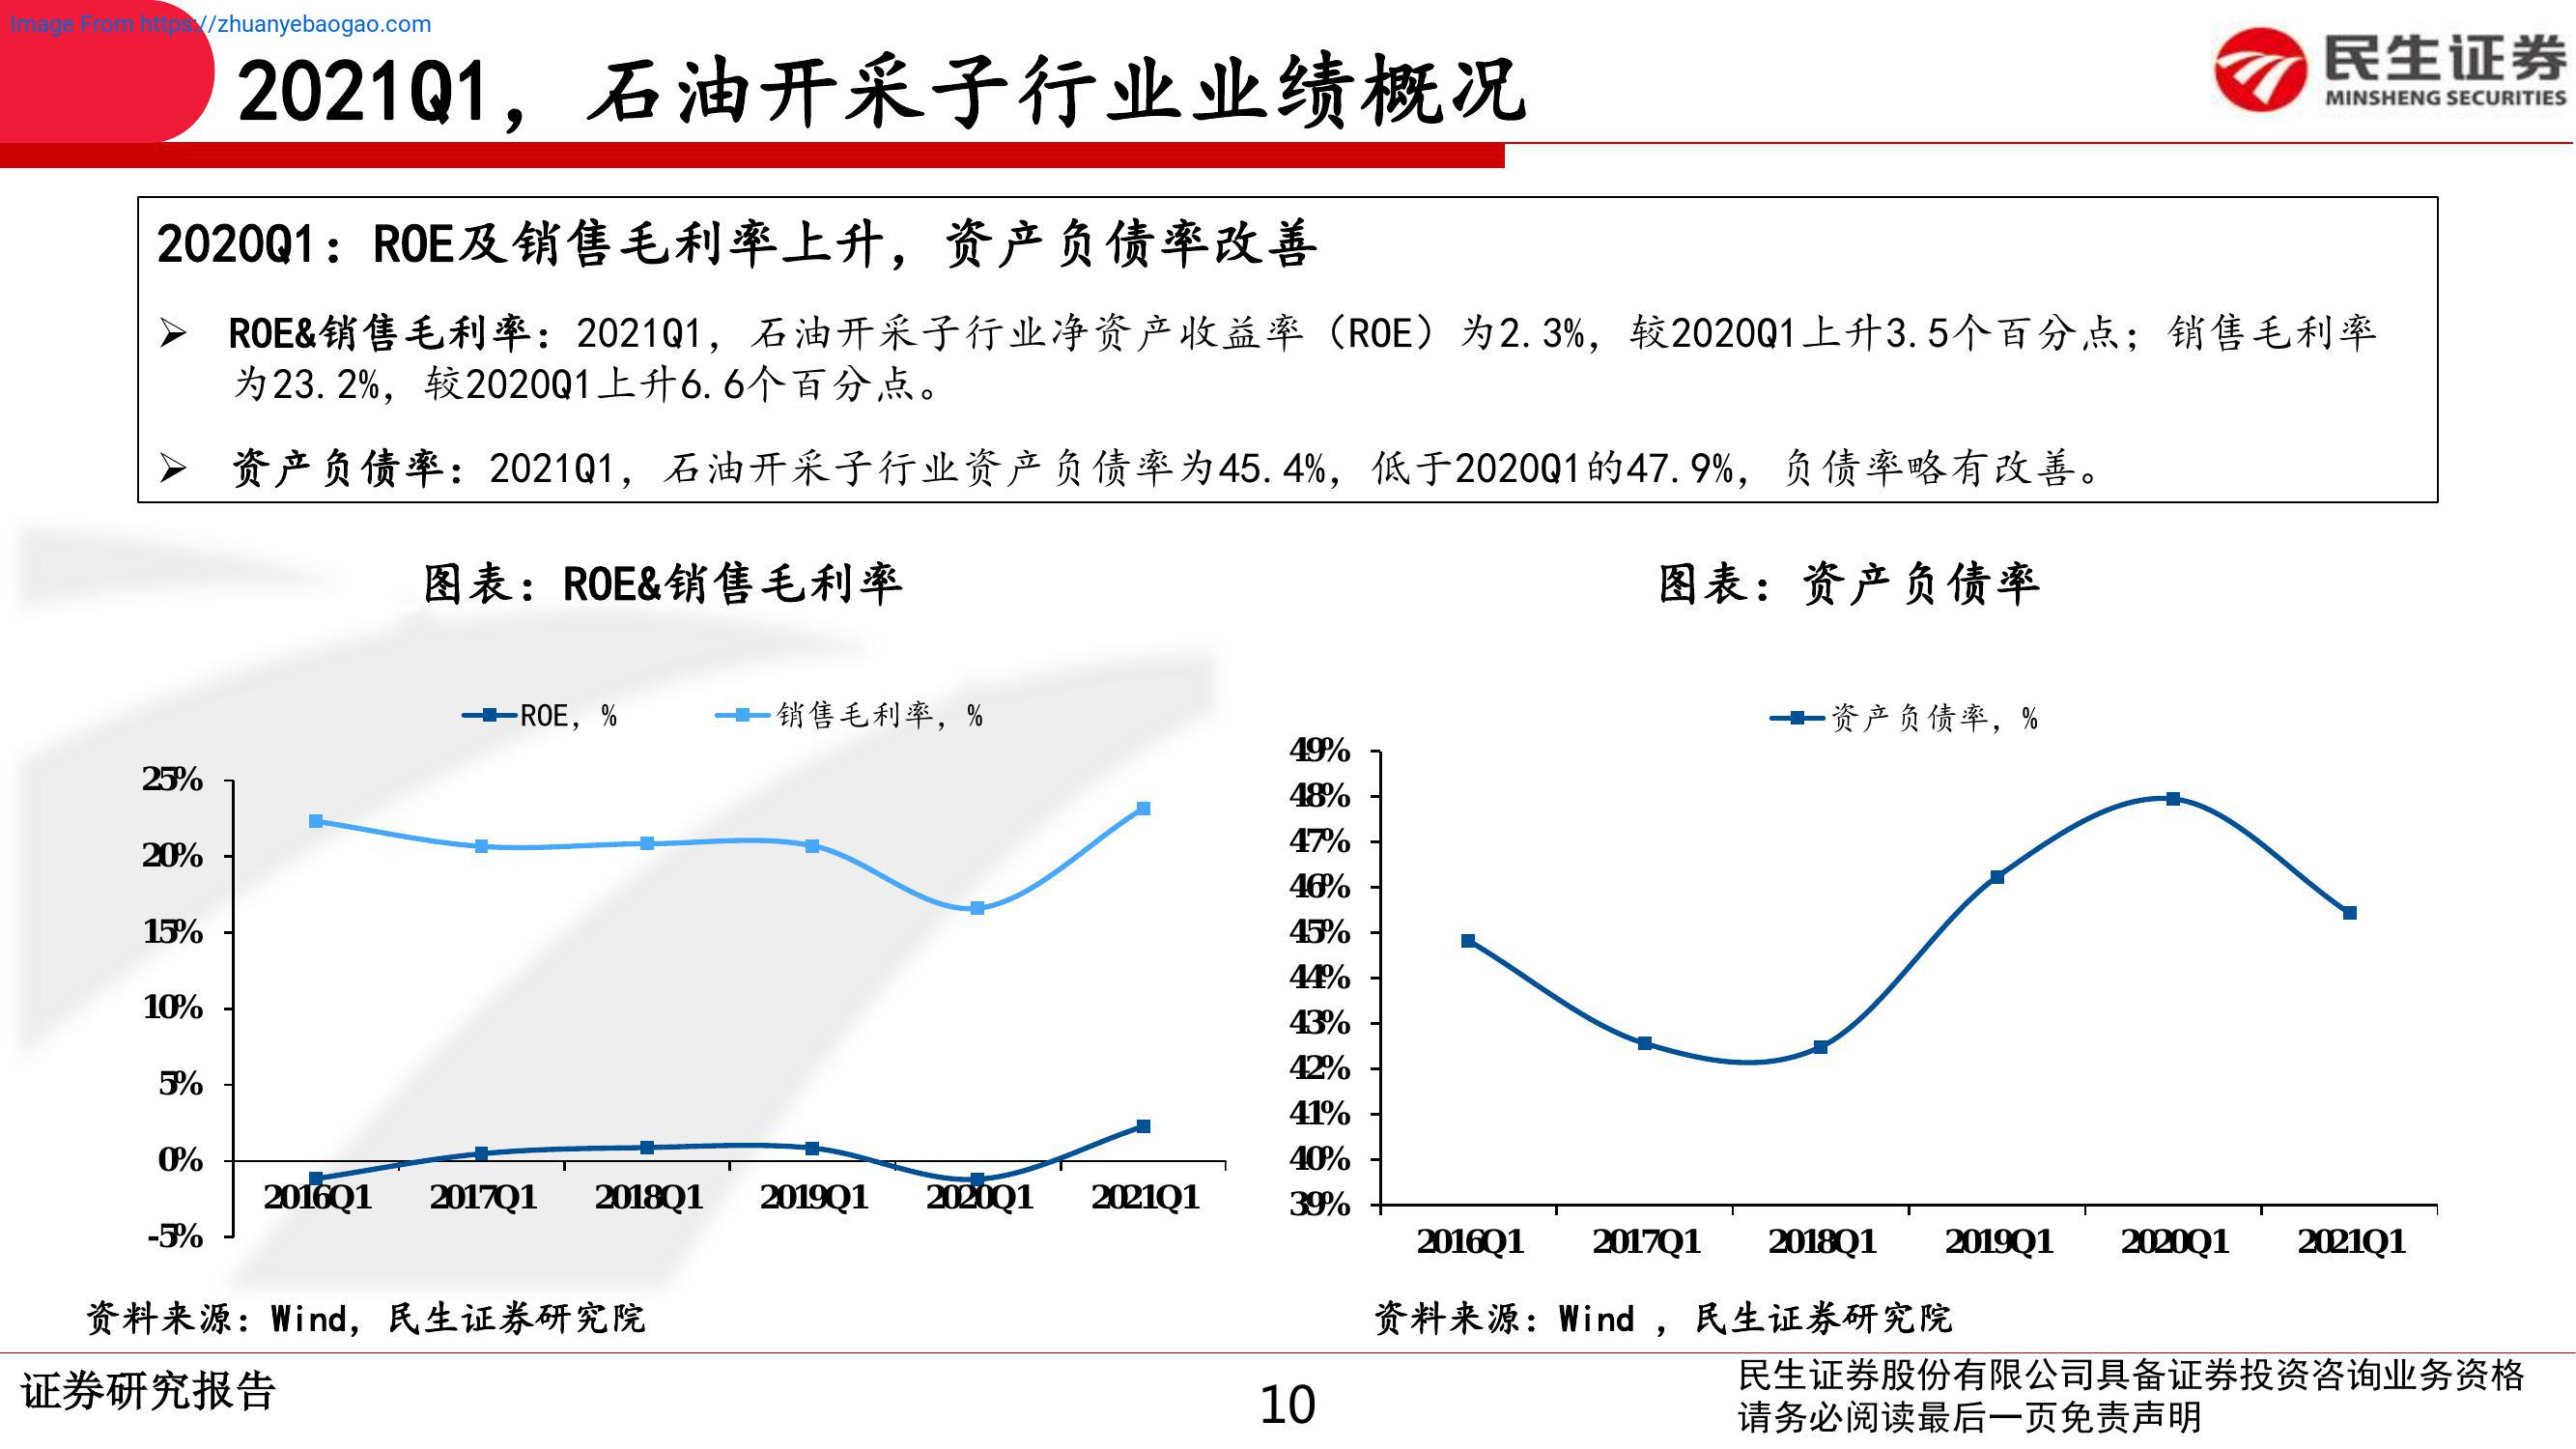 Image From https://zhuanyebaogao.com
2021Q1，石油开采子行业业绩概况
民生证券
MINSHENG SECURITIES
2020Q1：ROE及销售毛利率上升，资产负债率改善
ROE&销售毛利率：2021Q1，石油开采子行业净资产收益率（ROE）为2.3%，较2020Q1上升3.5个百分点；销售毛利率
为23.2%，较2020Q1上升6.6个百分点。
资产负债率：2021Q1，石油开采子行业资产负债率为45.4%，低于2020Q1的47.9%，负债率略有改善。
图表：ROE&销售毛利率
ROE，%
销售毛利率，%
25%
20%
15%
10%
5%
0%
-5%
2016Q1
2017Q1
2018Q1
2019Q1
2020Q1
2021Q1
资料来源：Wind，民生证券研究院
图表：资产负债率
资产负债率，%
49%
48%
47%
46%
45%
44%
43%
42%
41%
40%
39%
2016Q1
2017Q1
2018Q1
2019Q1
2020Q1
2021Q1
资料来源：Wind ，民生证券研究院
证券研究报告
10
民生证券股份有限公司具备证券投资咨询业务资格
请务必阅读最后一页免责声明